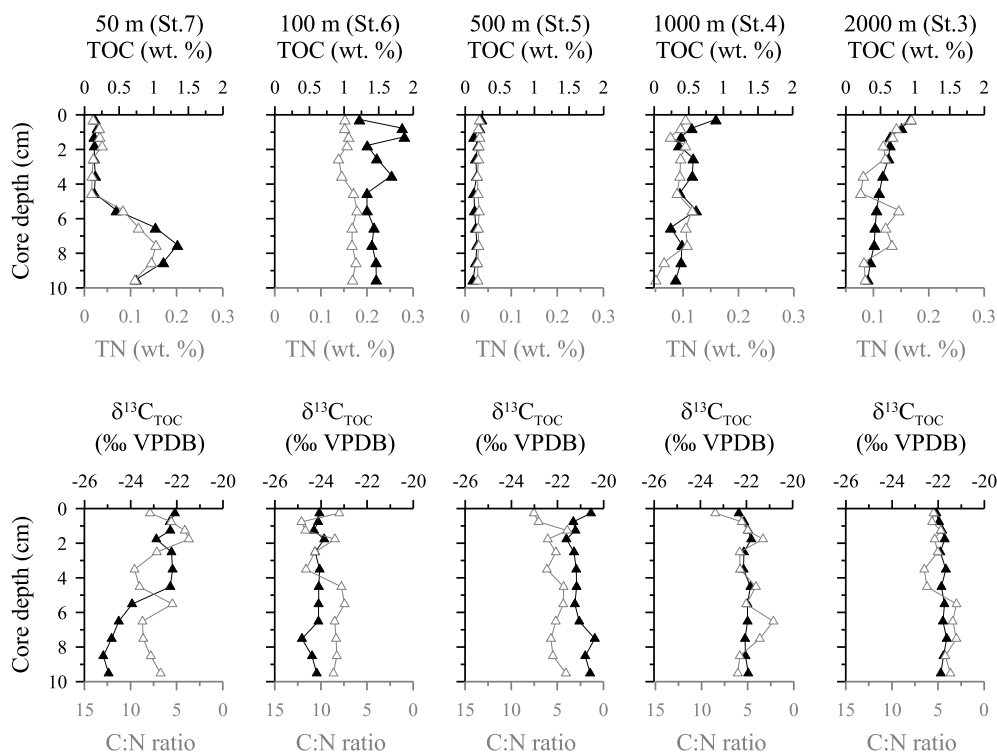 50 m (St.7) 100 m (St.6) 500 m (St.5) 1000 m (St.4) 2000 m (St.3)
TOC (wt. %) TOC (wt. %) TOC (wt. %) TOC (wt. %) TOC (wt. %)
0 0.5 1 1.5 2 0 0.5 1 1.5 2 0 0.5 1 1.5 2 0 0.5 1 1.5 2 0 0.5 1 1.5 2
Core depth (cm)
0
2
4
6
8
10
0 0.1 0.2 0.3 0 0.1 0.2 0.3 0 0.1 0.2 0.3 0 0.1 0.2 0.3 0 0.1 0.2 0.3
TN (wt. %) TN (wt. %) TN (wt. %) TN (wt. %) TN (wt. %)
δ¹³C_TOC δ¹³C_TOC δ¹³C_TOC δ¹³C_TOC δ¹³C_TOC
(‰ VPDB) (‰ VPDB) (‰ VPDB) (‰ VPDB) (‰ VPDB)
-26 -24 -22 -20 -26 -24 -22 -20 -26 -24 -22 -20 -26 -24 -22 -20 -26 -24 -22 -20
Core depth (cm)
0
2
4
6
8
10
15 10 5 0 15 10 5 0 15 10 5 0 15 10 5 0 15 10 5 0
C:N ratio C:N ratio C:N ratio C:N ratio C:N ratio